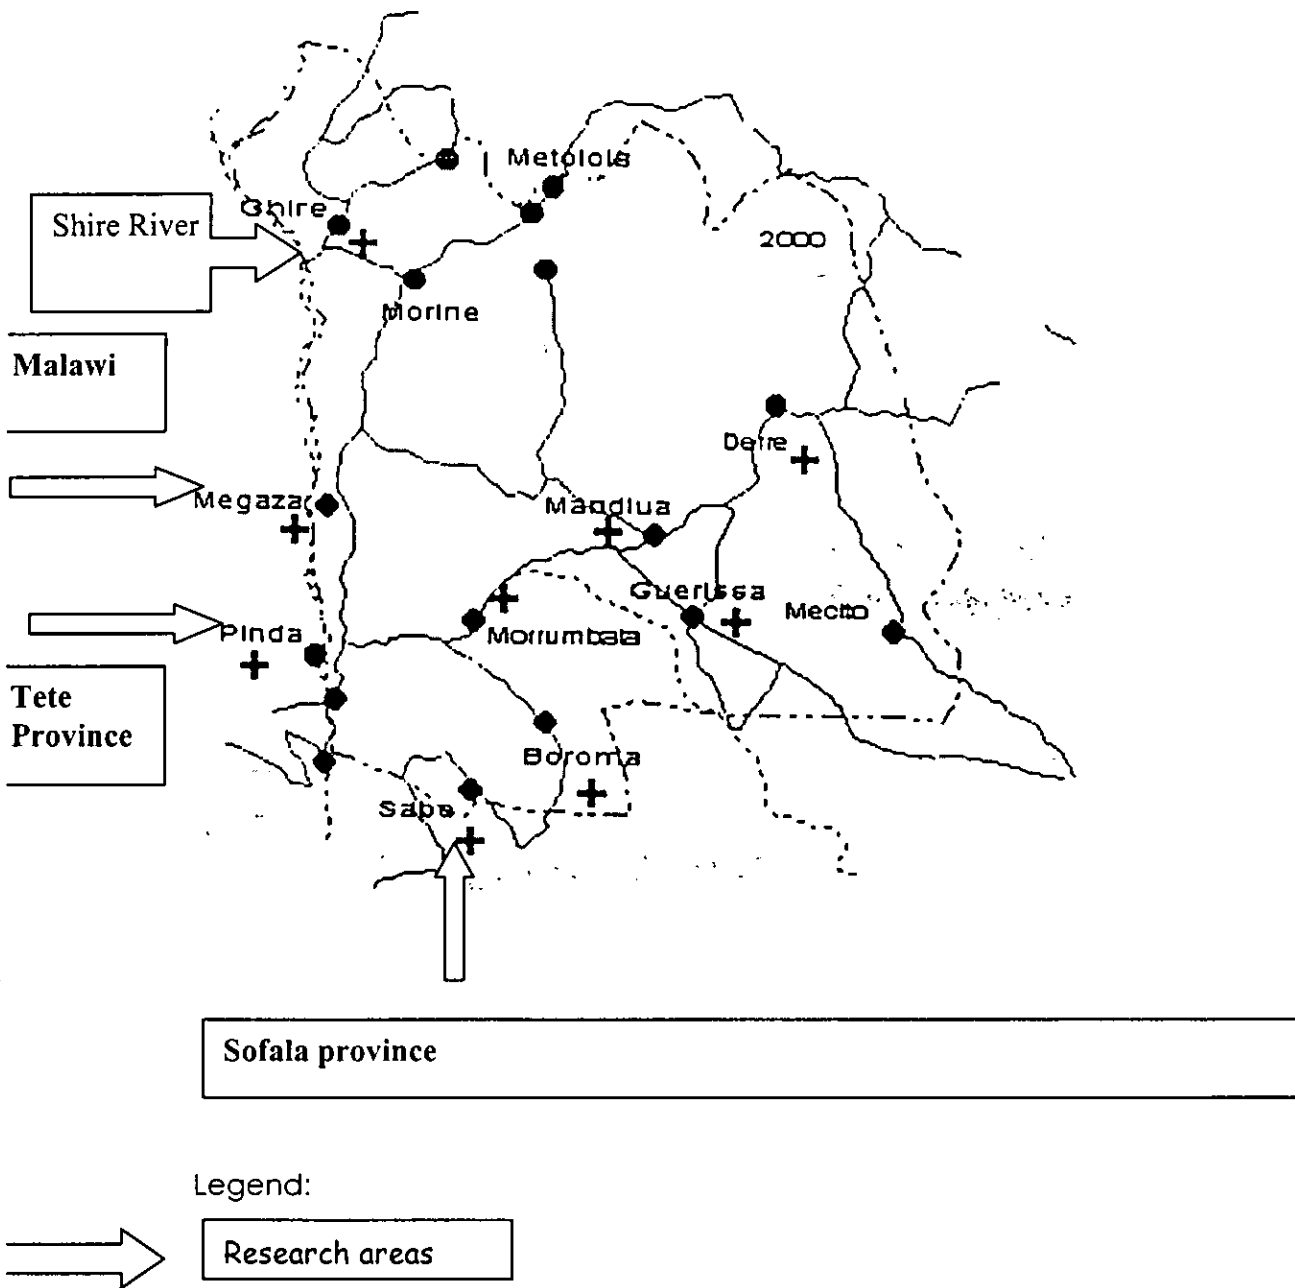 Metolola
Chire
Shire River
2000
Morine
Malawi
Derre
Megaza
Mandlua
Guerissa
Mecito
Pinda
Morrumbala
Tete
Province
Boroma
Sabe
Sofala province
Legend:
Research areas